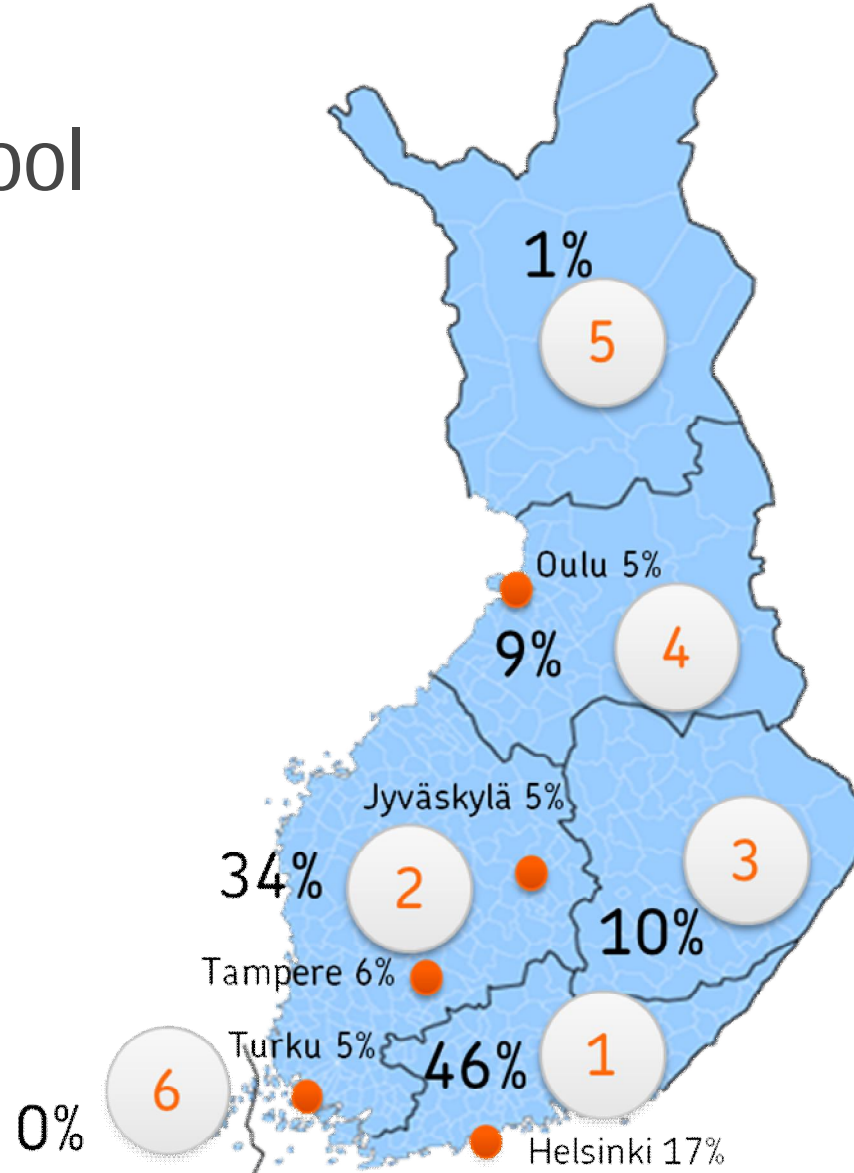 ool
1%
5
Oulu 5%
4
9%
Jyväskylä 5%
3
34%
2
10%
Tampere 6%
Turku 5%
46%
1
6
0%
Helsinki 17%